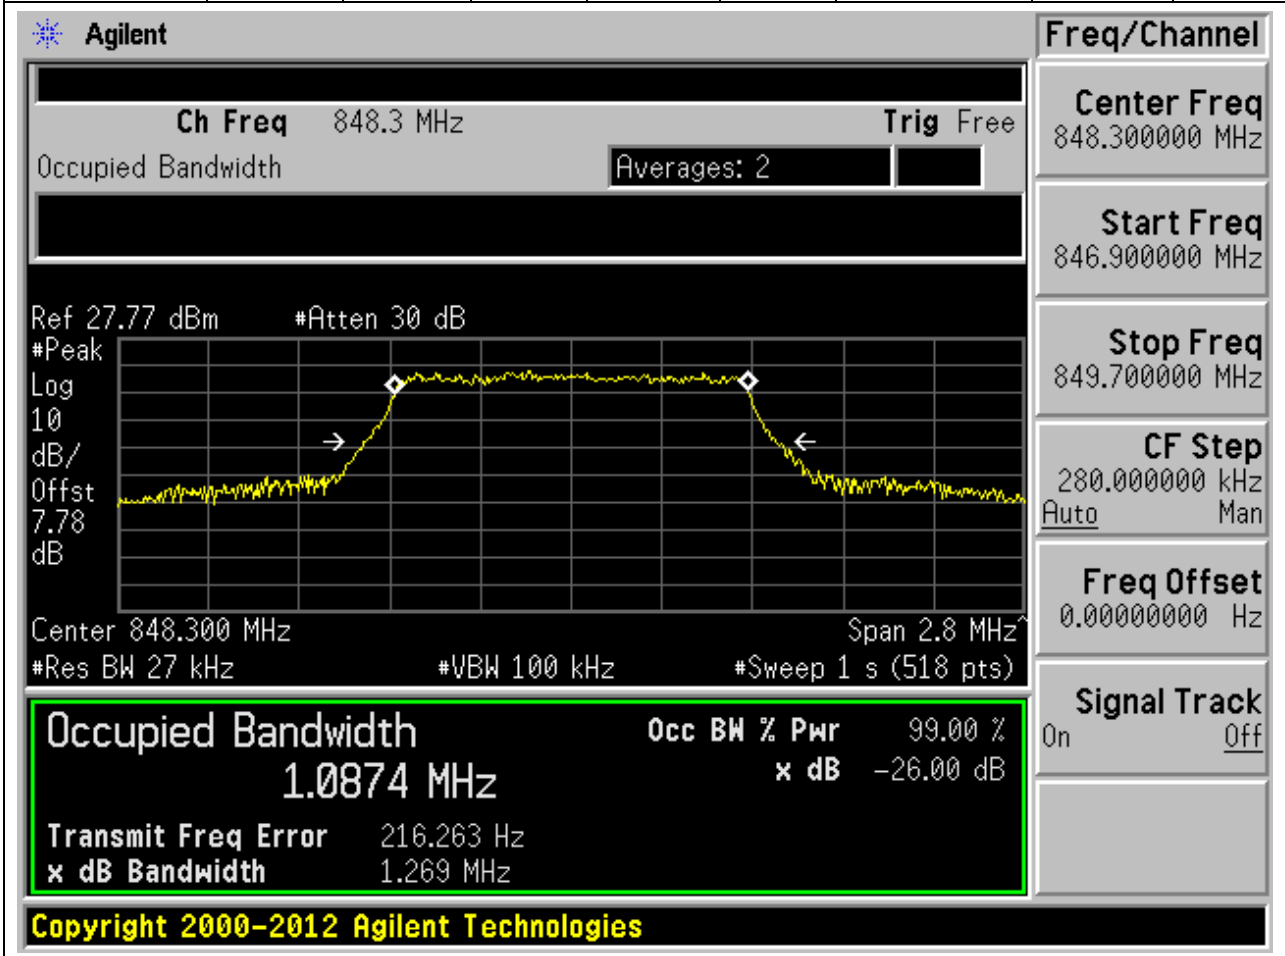 Agilent
Ch Freq 848.3 MHz Trig Free
Occupied Bandwidth Averages: 2
Ref 27.77 dBm #Atten 30 dB
#Peak
Log
10
dB/
Offst
7.78
dB
Center 848.300 MHz Span 2.8 MHz^
#Res BW 27 kHz #VBW 100 kHz #Sweep 1 s (518 pts)
Occupied Bandwidth Occ BW % Pwr 99.00 %
1.0874 MHz x dB -26.00 dB
Transmit Freq Error 216.263 Hz
x dB Bandwidth 1.269 MHz
Copyright 2000-2012 Agilent Technologies
Freq/Channel
Center Freq
848.300000 MHz
Start Freq
846.900000 MHz
Stop Freq
849.700000 MHz
CF Step
280.000000 kHz
Auto Man
Freq Offset
0.00000000 Hz
Signal Track
On Off